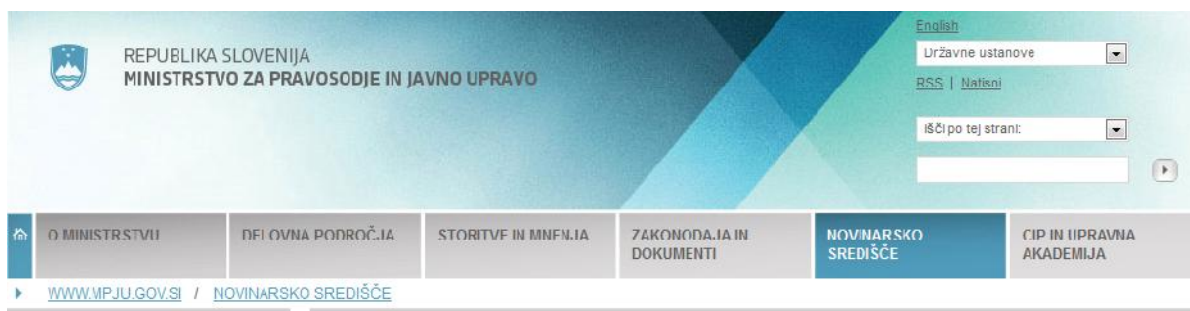 English
REPUBLIKA SLOVENIJA
MINISTRSTVO ZA PRAVOSODJE IN JAVNO UPRAVO
Državne ustanove
RSS | Natisni
Išči po tej strani:
O MINISTRSTVU
DELOVNA PODROČJA
STORITVE IN MNENJA
ZAKONODAJA IN
DOKUMENTI
NOVINARSKO
SREDIŠČE
CIP IN UPRAVNA
AKADEMIJA
WWW.MPJU.GOV.SI / NOVINARSKO SREDIŠČE